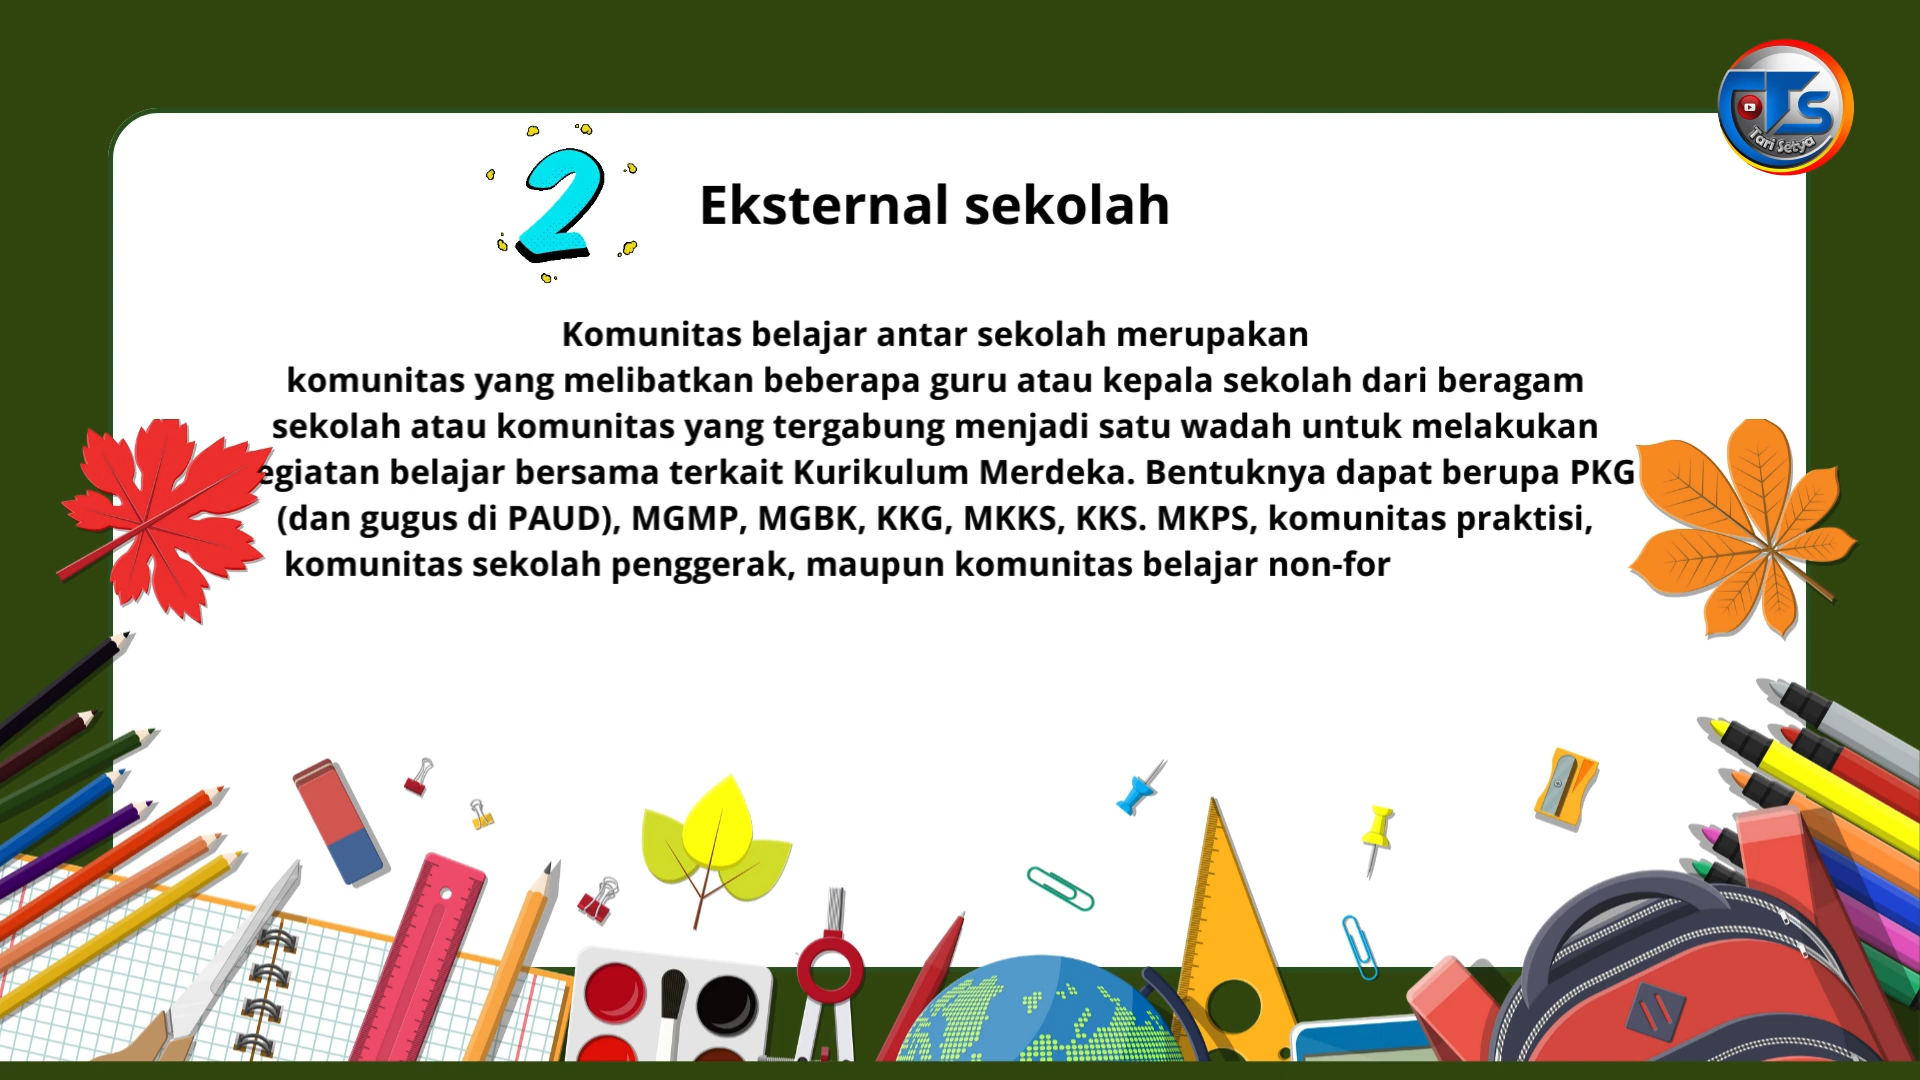 Tari Setya
2 Eksternal sekolah
Komunitas belajar antar sekolah merupakan
komunitas yang melibatkan beberapa guru atau kepala sekolah dari beragam
sekolah atau komunitas yang tergabung menjadi satu wadah untuk melakukan
egiatan belajar bersama terkait Kurikulum Merdeka. Bentuknya dapat berupa PKG
(dan gugus di PAUD), MGMP, MGBK, KKG, MKKS, KKS. MKPS, komunitas praktisi,
komunitas sekolah penggerak, maupun komunitas belajar non-for